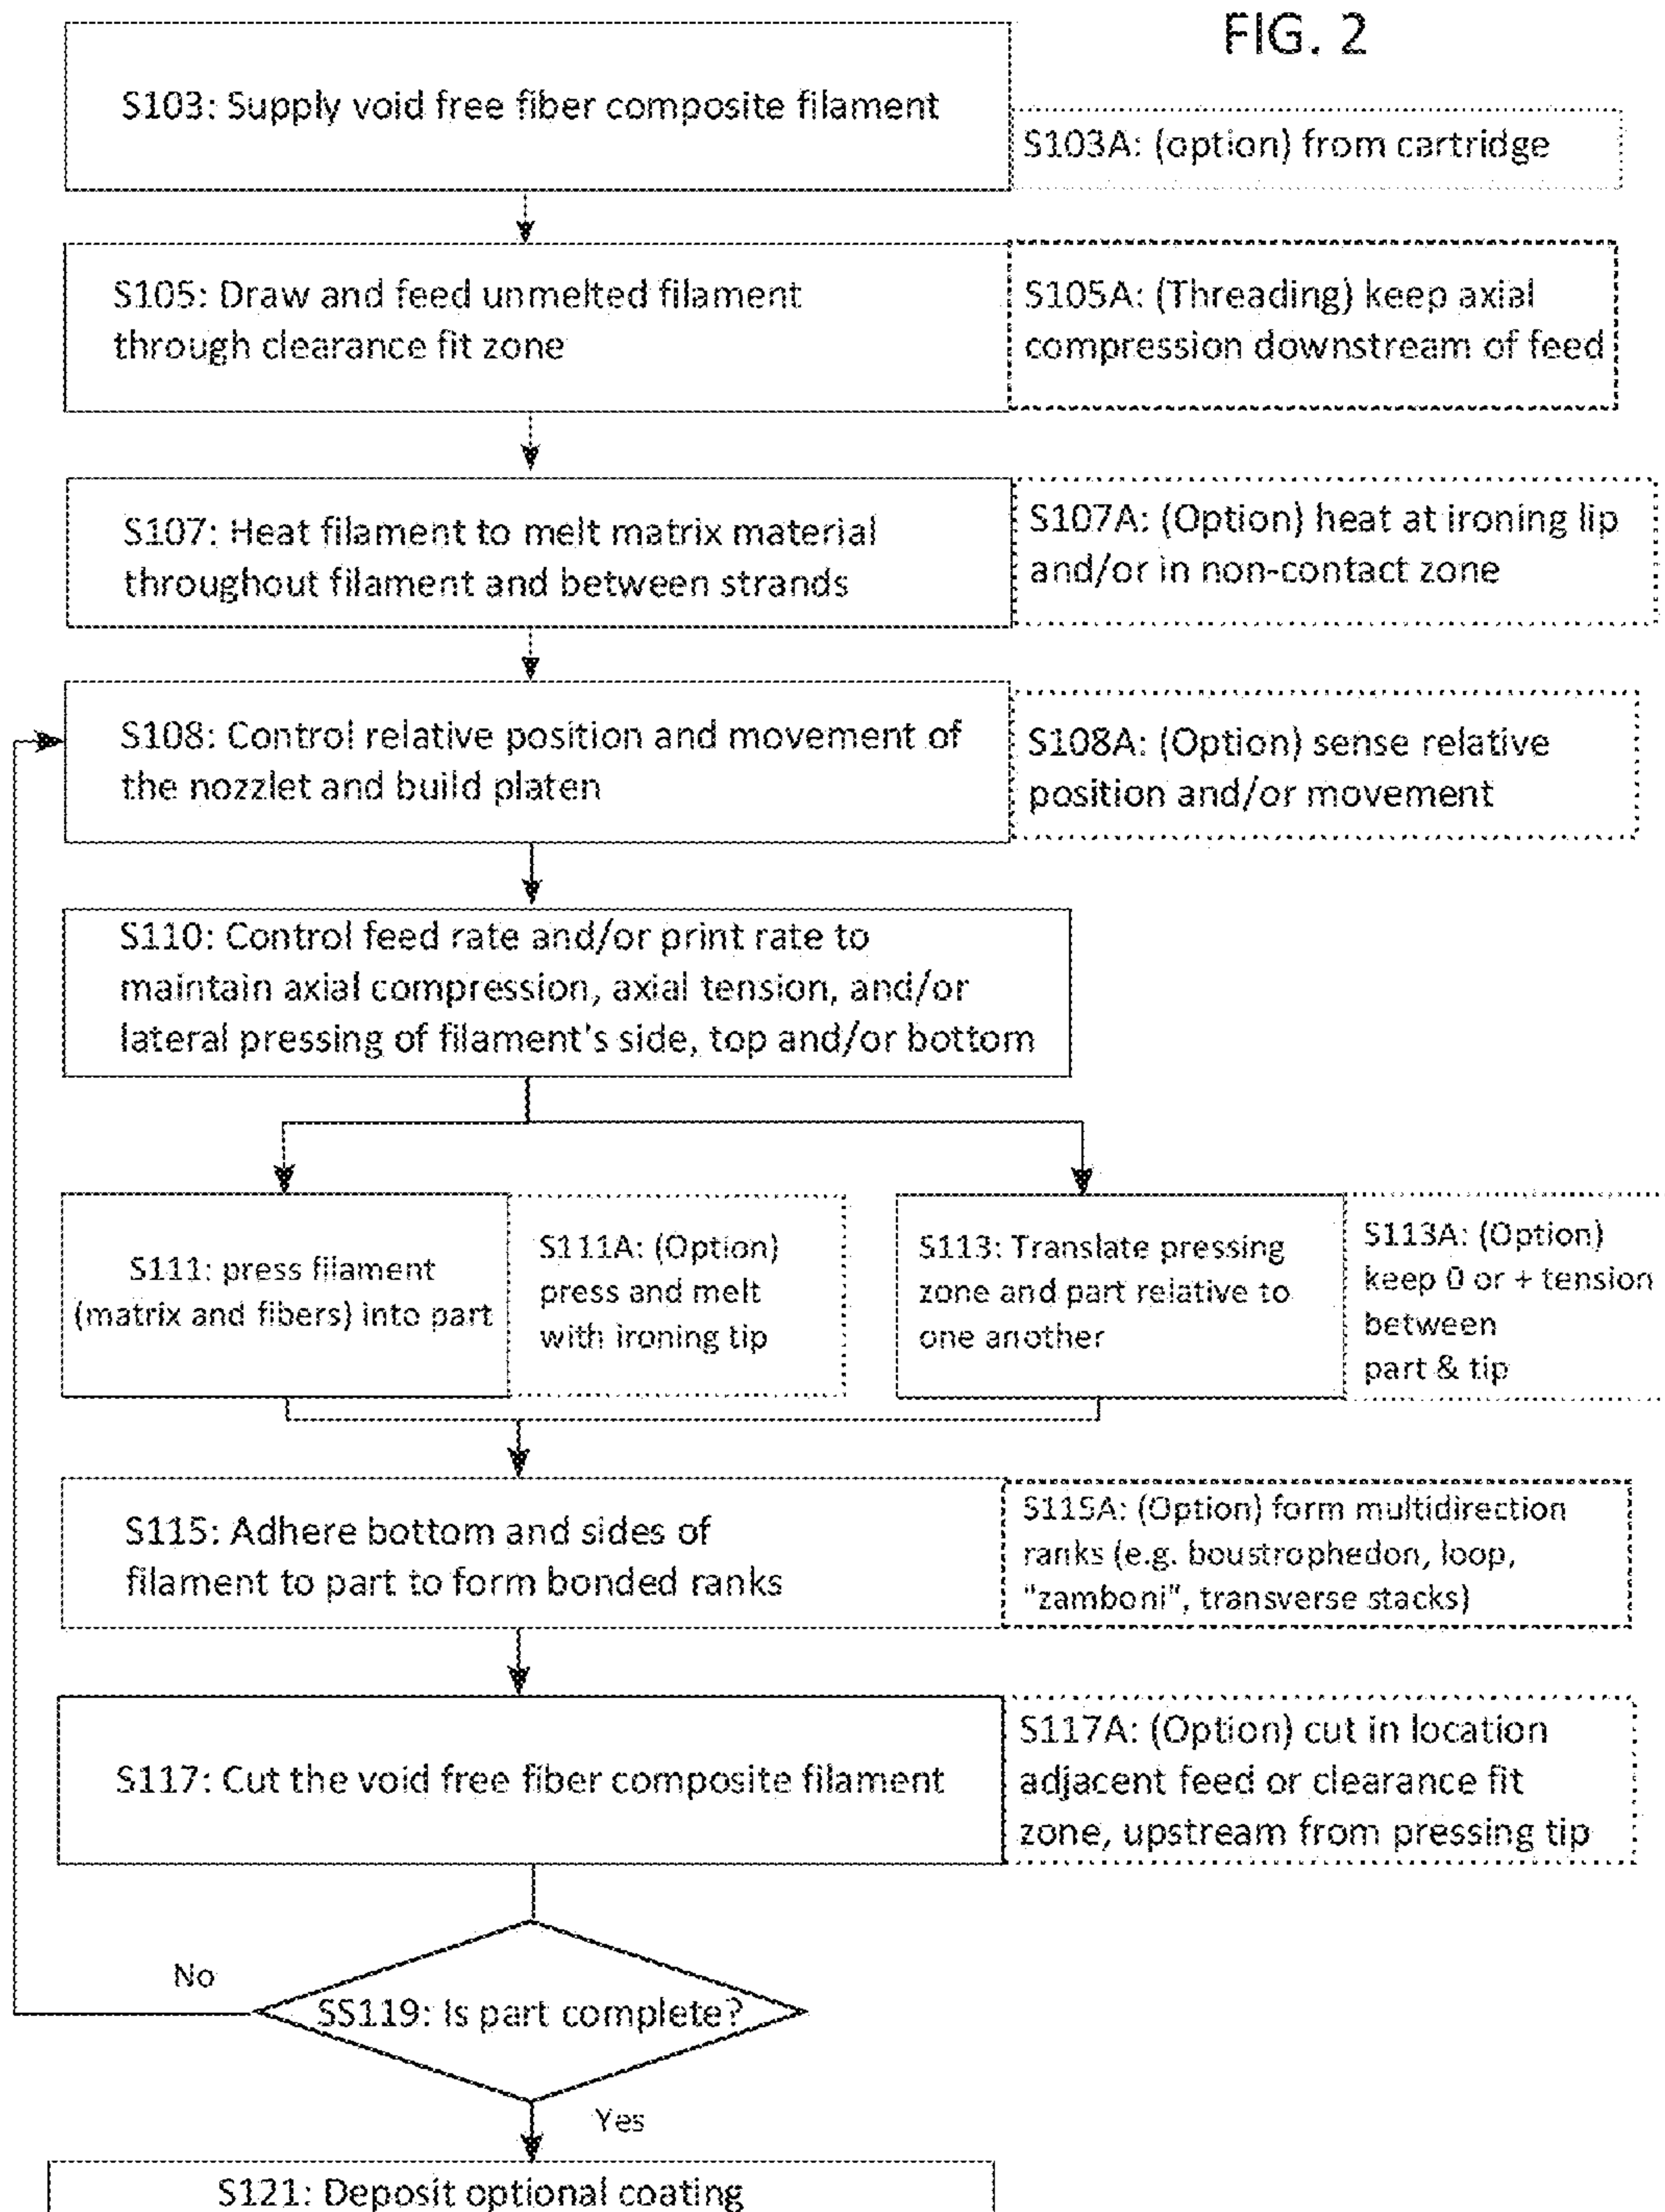 FIG. 2
S103: Supply void free fiber composite filament
S103A: (option) from cartridge
S105: Draw and feed unmelted filament
through clearance fit zone
S105A: (Threading) keep axial
compression downstream of feed
S107: Heat filament to melt matrix material
throughout filament and between strands
S107A: (Option) heat at ironing lip
and/or in non-contact zone
S108: Control relative position and movement of
the nozzlet and build platen
S108A: (Option) sense relative
position and/or movement
S110: Control feed rate and/or print rate to
maintain axial compression, axial tension, and/or
lateral pressing of filament's side, top and/or bottom
S111: press filament
(matrix and fibers) into part
S111A: (Option)
press and melt
with ironing tip
S113: Translate pressing
zone and part relative to
one another
S113A: (Option)
keep 0 or + tension
between
part & tip
S115: Adhere bottom and sides of
filament to part to form bonded ranks
S115A: (Option) form multidirection
ranks (e.g. boustrophedon, loop,
"zamboni", transverse stacks)
S117: Cut the void free fiber composite filament
S117A: (Option) cut in location
adjacent feed or clearance fit
zone, upstream from pressing tip
No
SS119: Is part complete?
Yes
S121: Deposit optional coating